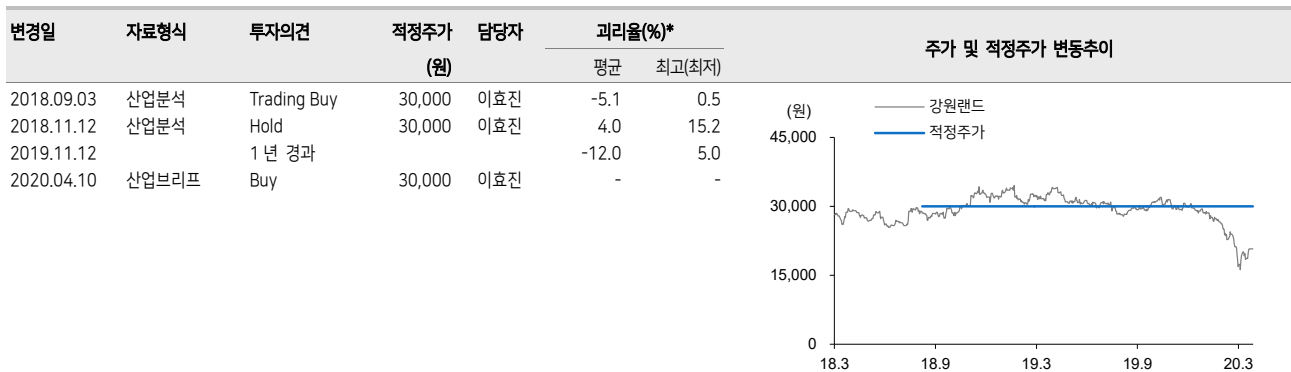 변경일 자료형식 투자의견 적정주가 담당자 괴리율(%)* 주가 및 적정주가 변동추이
(원) 평균 최고(최저)
2018.09.03 산업분석 Trading Buy 30,000 이효진 -5.1 0.5
2018.11.12 산업분석 Hold 30,000 이효진 4.0 15.2
2019.11.12 1년 경과 -12.0 5.0
2020.04.10 산업브리프 Buy 30,000 이효진 - -
(원)
강원랜드
적정주가
45,000
30,000
15,000
0
18.3 18.9 19.3 19.9 20.3